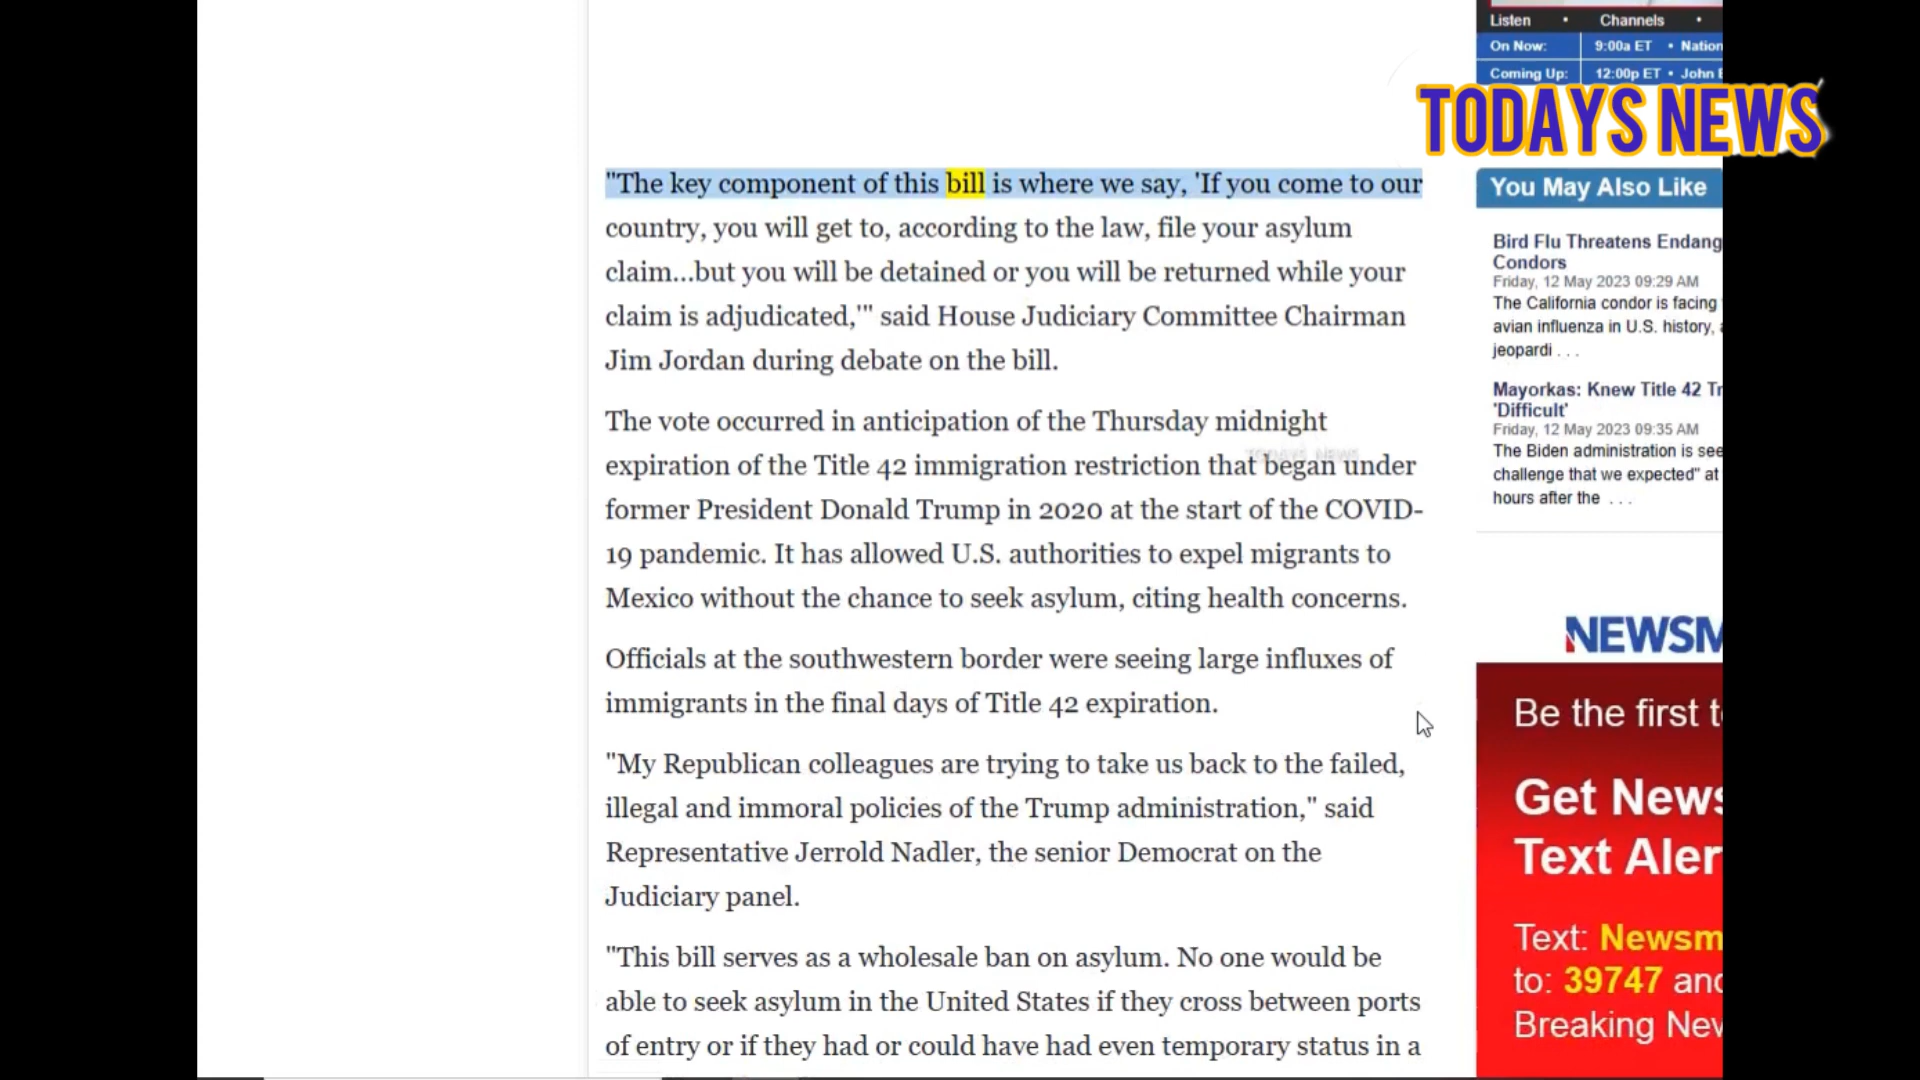 Listen • Channels •
On Now: 9:00a ET • Nation
Coming Up: 12:00p ET • John
TODAYS NEWS
"The key component of this bill is where we say, 'If you come to our
country, you will get to, according to the law, file your asylum
claim...but you will be detained or you will be returned while your
claim is adjudicated,'" said House Judiciary Committee Chairman
Jim Jordan during debate on the bill.
The vote occurred in anticipation of the Thursday midnight
expiration of the Title 42 immigration restriction that began under
former President Donald Trump in 2020 at the start of the COVID-
19 pandemic. It has allowed U.S. authorities to expel migrants to
Mexico without the chance to seek asylum, citing health concerns.
TODAYS NEWS
Officials at the southwestern border were seeing large influxes of
immigrants in the final days of Title 42 expiration.
"My Republican colleagues are trying to take us back to the failed,
illegal and immoral policies of the Trump administration," said
Representative Jerrold Nadler, the senior Democrat on the
Judiciary panel.
"This bill serves as a wholesale ban on asylum. No one would be
able to seek asylum in the United States if they cross between ports
of entry or if they had or could have had even temporary status in a
You May Also Like
Bird Flu Threatens Endang
Condors
Friday, 12 May 2023 09:29 AM
The California condor is facing
avian influenza in U.S. history,
jeopardi . . .
Mayorkas: Knew Title 42 Tr
'Difficult'
Friday, 12 May 2023 09:35 AM
The Biden administration is see
challenge that we expected" at
hours after the . . .
NEWSM
Be the first t
Get News
Text Aler
Text: Newsm
to: 39747 and
Breaking New